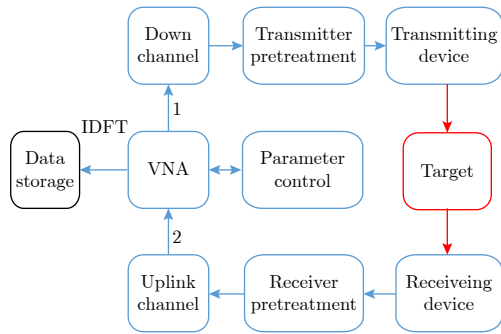 Down
channel
Transmitter
pretreatment
Transmitting
device
1
IDFT
Data
storage
VNA
Parameter
control
Target
2
Uplink
channel
Receiver
pretreatment
Receiveing
device